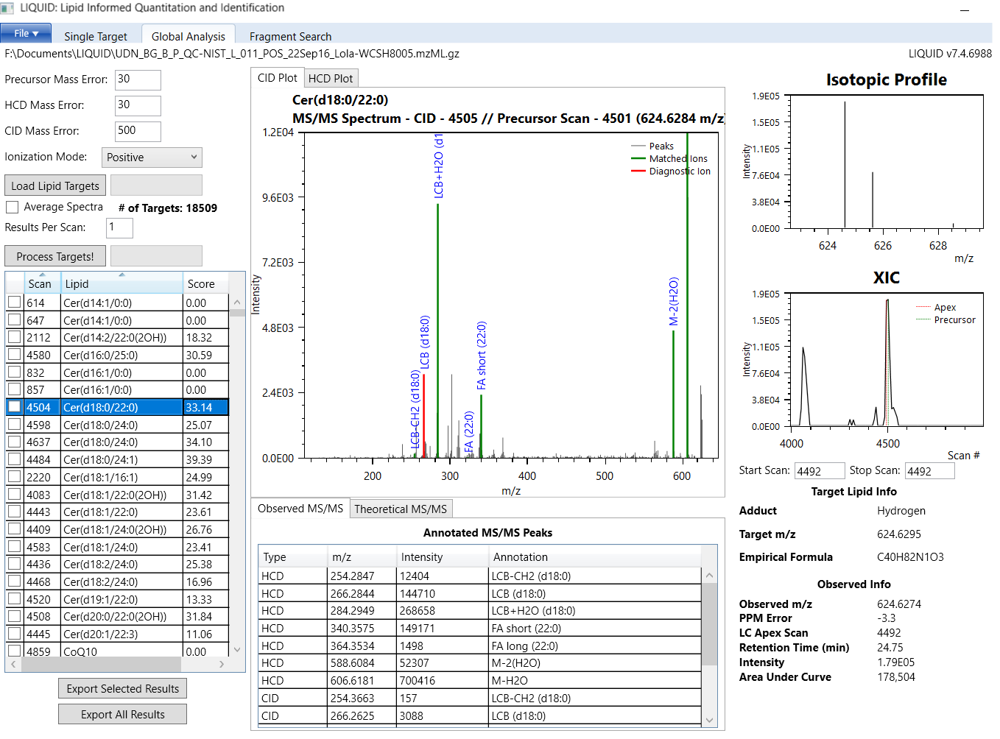 LIQUID: Lipid Informed Quantitation and Identification
File Single Target Global Analysis Fragment Search
F:\Documents\LIQUID\UDN_BG_B_P_QC-NIST_L_011_POS_22Sep16_Lola-WCSH8005.mzML.gz
LIQUID v7.4.6988
Precursor Mass Error: 30
HCD Mass Error: 30
CID Mass Error: 500
Ionization Mode: Positive
Load Lipid Targets
Average Spectra # of Targets: 18509
Results Per Scan: 1
Process Targets!
Scan Lipid Score
614 Cer(d14:1/0:0) 0.00
647 Cer(d14:1/0:0) 0.00
2112 Cer(d14:2/22:0(2OH)) 18.32
4580 Cer(d16:0/25:0) 30.59
832 Cer(d16:1/0:0) 0.00
857 Cer(d16:1/0:0) 0.00
4504 Cer(d18:0/22:0) 33.14
4598 Cer(d18:0/24:0) 25.07
4637 Cer(d18:0/24:0) 34.10
4484 Cer(d18:0/24:1) 39.39
2220 Cer(d18:1/16:1) 24.99
4083 Cer(d18:1/22:0(2OH)) 31.42
4443 Cer(d18:1/22:0) 23.61
4409 Cer(d18:1/24:0(2OH)) 26.76
4583 Cer(d18:1/24:0) 23.41
4436 Cer(d18:2/24:0) 25.38
4468 Cer(d18:2/24:0) 16.96
4520 Cer(d19:1/22:0) 13.33
4508 Cer(d20:0/22:0(2OH)) 31.84
4445 Cer(d20:1/22:3) 11.06
4859 CoQ10 0.00
Export Selected Results
Export All Results
CID Plot HCD Plot
Cer(d18:0/22:0)
MS/MS Spectrum - CID - 4505 // Precursor Scan - 4501 (624.6284 m/z)
1.2E04
9.6E03
7.2E03
4.8E03
2.4E03
0.0E00
Intensity
Peaks
Matched Ions
Diagnostic Ion
LCB-CH2 (d18:0)
LCB (d18:0)
LCB+H2O (d1
FA (22:0)
FA short (22:0)
M-2(H2O)
200 300 400 500 600
m/z
Observed MS/MS Theoretical MS/MS
Annotated MS/MS Peaks
Type m/z Intensity Annotation
HCD 254.2847 12404 LCB-CH2 (d18:0)
HCD 266.2844 144710 LCB (d18:0)
HCD 284.2949 268658 LCB+H2O (d18:0)
HCD 340.3575 149171 FA short (22:0)
HCD 364.3534 1498 FA long (22:0)
HCD 588.6084 52307 M-2(H2O)
HCD 606.6181 700416 M-H2O
CID 254.3663 157 LCB-CH2 (d18:0)
CID 266.2625 3088 LCB (d18:0)
Isotopic Profile
1.9E05
1.5E05
1.1E05
7.6E04
3.8E04
0.0E00
Intensity
624 626 628
m/z
XIC
1.9E05
1.5E05
1.1E05
7.6E04
3.8E04
0.0E00
Intensity
Apex
Precursor
4000 4500
Scan #
Start Scan: 4492 Stop Scan: 4492
Target Lipid Info
Adduct Hydrogen
Target m/z 624.6295
Empirical Formula C40H82N1O3
Observed Info
Observed m/z 624.6274
PPM Error -3.3
LC Apex Scan 4492
Retention Time (min) 24.75
Intensity 1.79E05
Area Under Curve 178,504